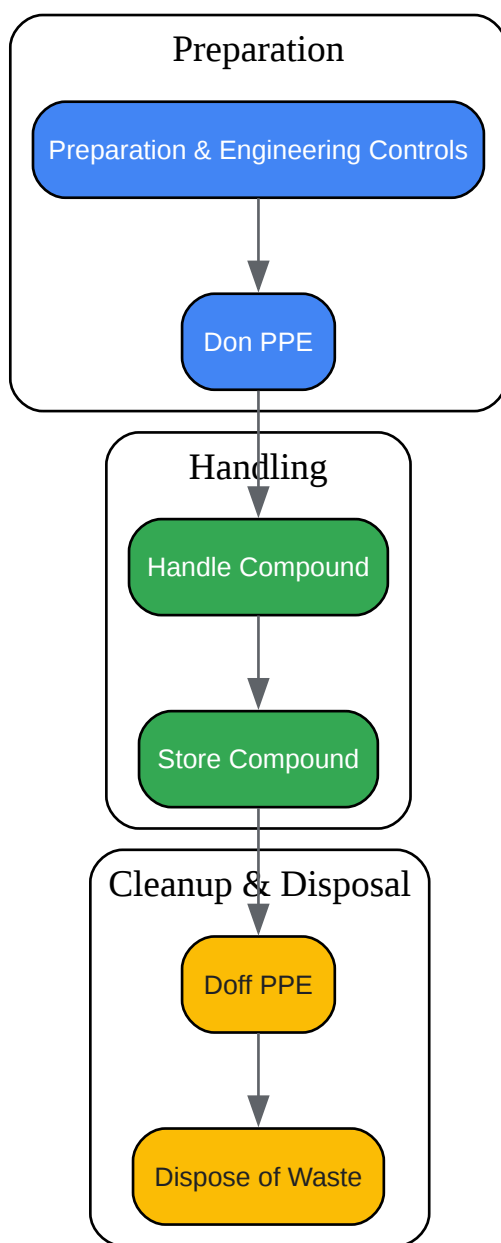 Preparation
Preparation & Engineering Controls
Don PPE
Handling
Handle Compound
Store Compound
Cleanup & Disposal
Doff PPE
Dispose of Waste